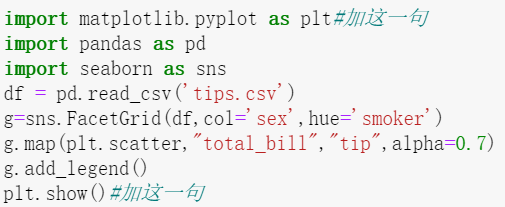 import matplotlib.pyplot as plt#加这一句
import pandas as pd
import seaborn as sns
df = pd.read_csv('tips.csv')
g=sns.FacetGrid(df,col='sex',hue='smoker')
g.map(plt.scatter,"total_bill","tip",alpha=0.7)
g.add_legend()
plt.show()#加这一句